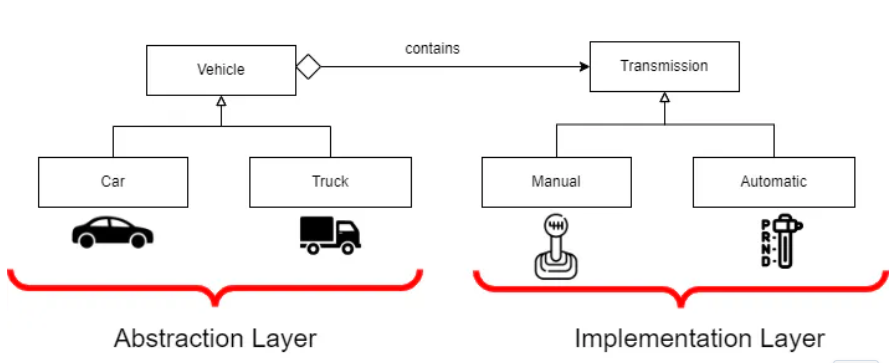 contains
Vehicle
Transmission
Car
Truck
Manual
Automatic
P
R
N
D
Abstraction Layer
Implementation Layer